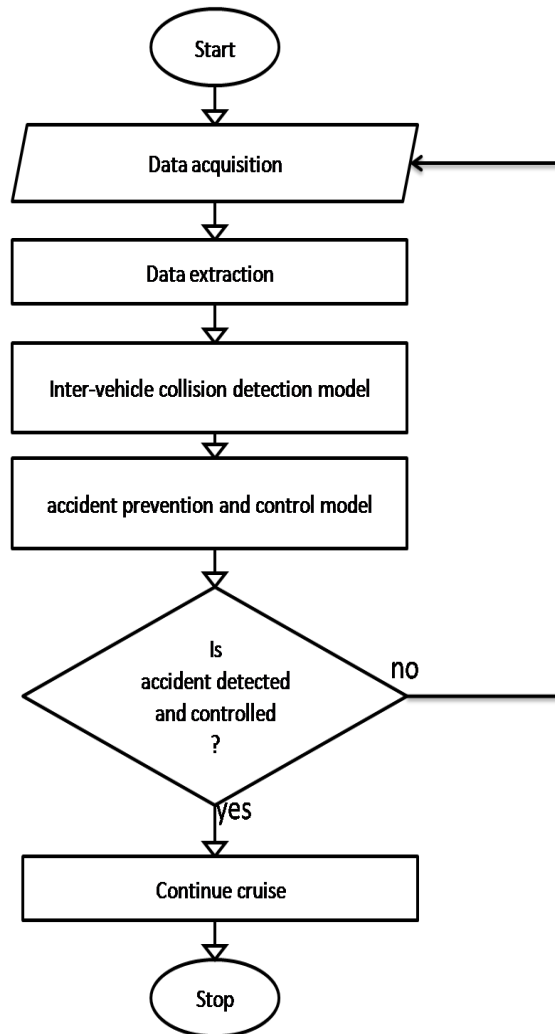 Start
Data acquisition
Data extraction
Inter-vehicle collision detection model
accident prevention and control model
Is
accident detected
and controlled
?
no
yes
Continue cruise
Stop